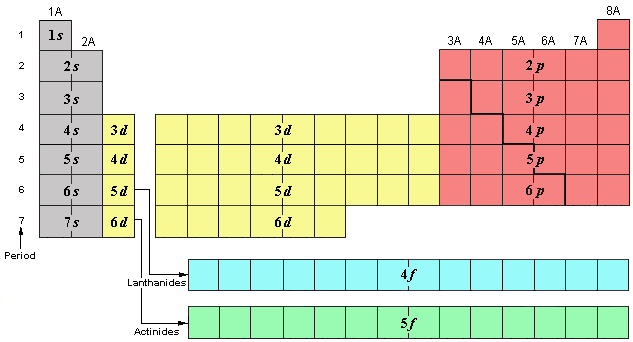 1A 8A
1 1s 2A 3A 4A 5A 6A 7A
2 2s 2p
3 3s 3p
4 4s 3d 3d 4p
5 5s 4d 4d 5p
6 6s 5d 5d 6p
7 7s 6d 6d
Period
Lanthanides 4f
Actinides 5f